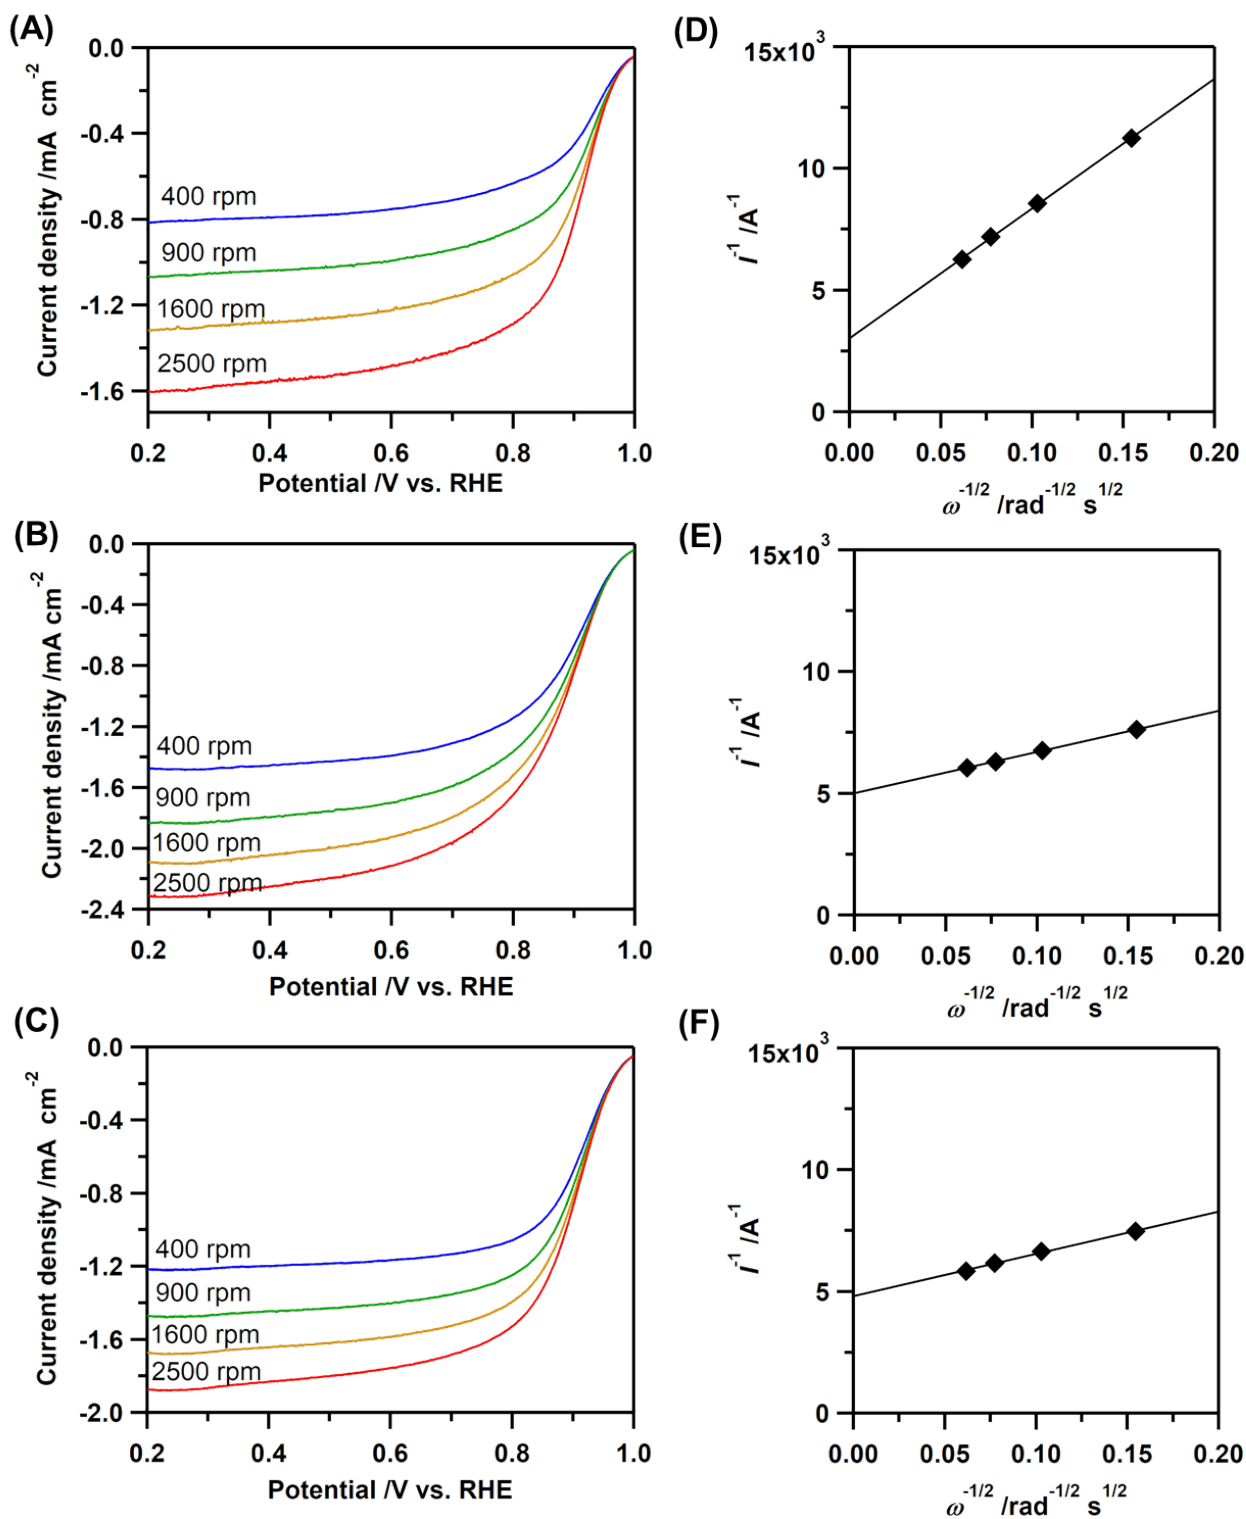 (A)
0.0
-0.4
-0.8
-1.2
-1.6
Current density /mA cm⁻²
400 rpm
900 rpm
1600 rpm
2500 rpm
0.2 0.4 0.6 0.8 1.0
Potential /V vs. RHE
(D)
15x10³
10
5
0
I⁻¹ /A⁻¹
0.00 0.05 0.10 0.15 0.20
ω⁻¹/² /rad⁻¹/² s¹/²
(B)
0.0
-0.4
-0.8
-1.2
-1.6
-2.0
-2.4
Current density /mA cm⁻²
400 rpm
900 rpm
1600 rpm
2500 rpm
0.2 0.4 0.6 0.8 1.0
Potential /V vs. RHE
(E)
15x10³
10
5
0
I⁻¹ /A⁻¹
0.00 0.05 0.10 0.15 0.20
ω⁻¹/² /rad⁻¹/² s¹/²
(C)
0.0
-0.4
-0.8
-1.2
-1.6
-2.0
Current density /mA cm⁻²
400 rpm
900 rpm
1600 rpm
2500 rpm
0.2 0.4 0.6 0.8 1.0
Potential /V vs. RHE
(F)
15x10³
10
5
0
I⁻¹ /A⁻¹
0.00 0.05 0.10 0.15 0.20
ω⁻¹/² /rad⁻¹/² s¹/²